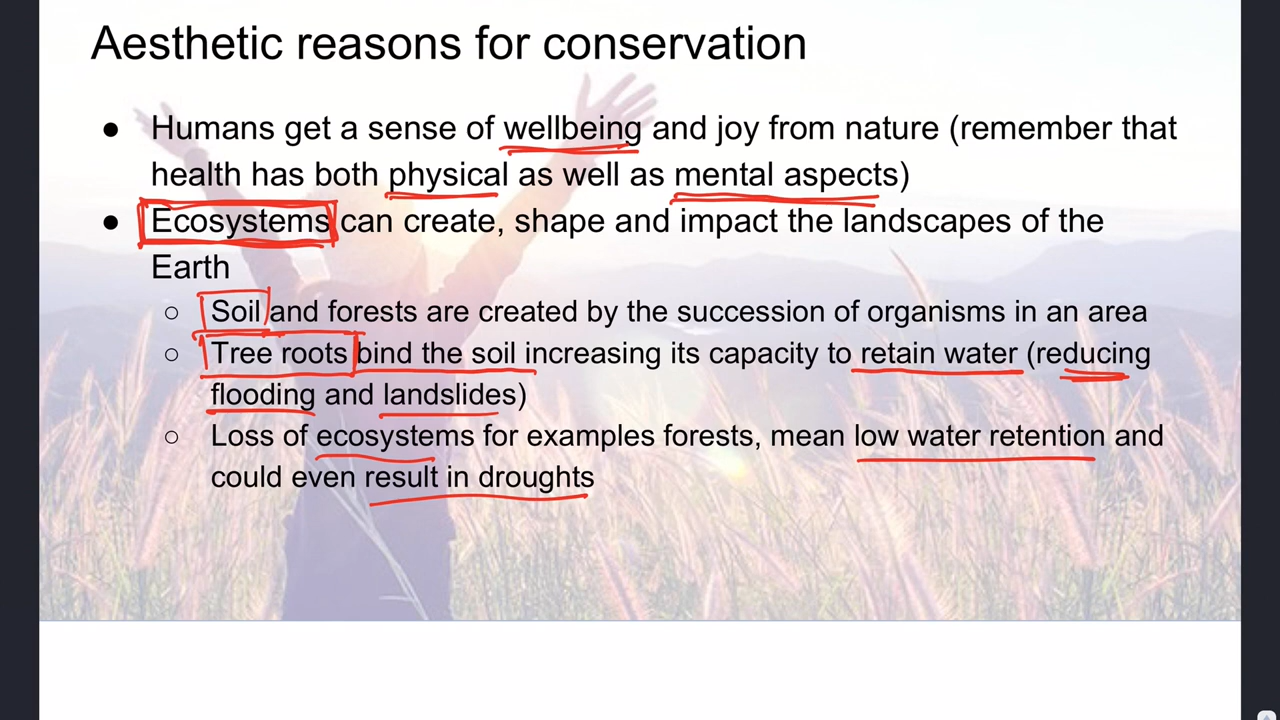 Aesthetic reasons for conservation
● Humans get a sense of wellbeing and joy from nature (remember that
health has both physical as well as mental aspects)
● Ecosystems can create, shape and impact the landscapes of the
Earth
○ Soil and forests are created by the succession of organisms in an area
○ Tree roots bind the soil increasing its capacity to retain water (reducing
flooding and landslides)
○ Loss of ecosystems for examples forests, mean low water retention and
could even result in droughts